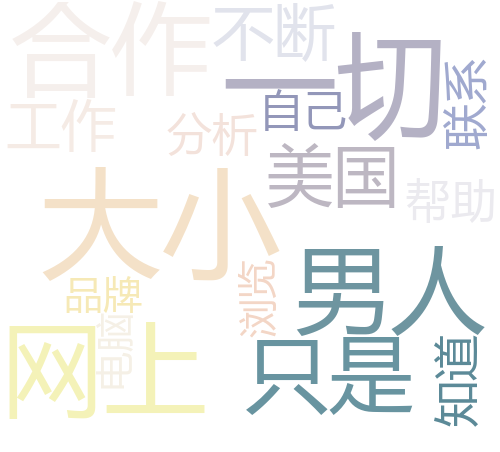 合作
不断
一切
自己
联系
工作
分析
美国
帮助
大小
品牌
浏览
男人
电脑
网上
只是
知道